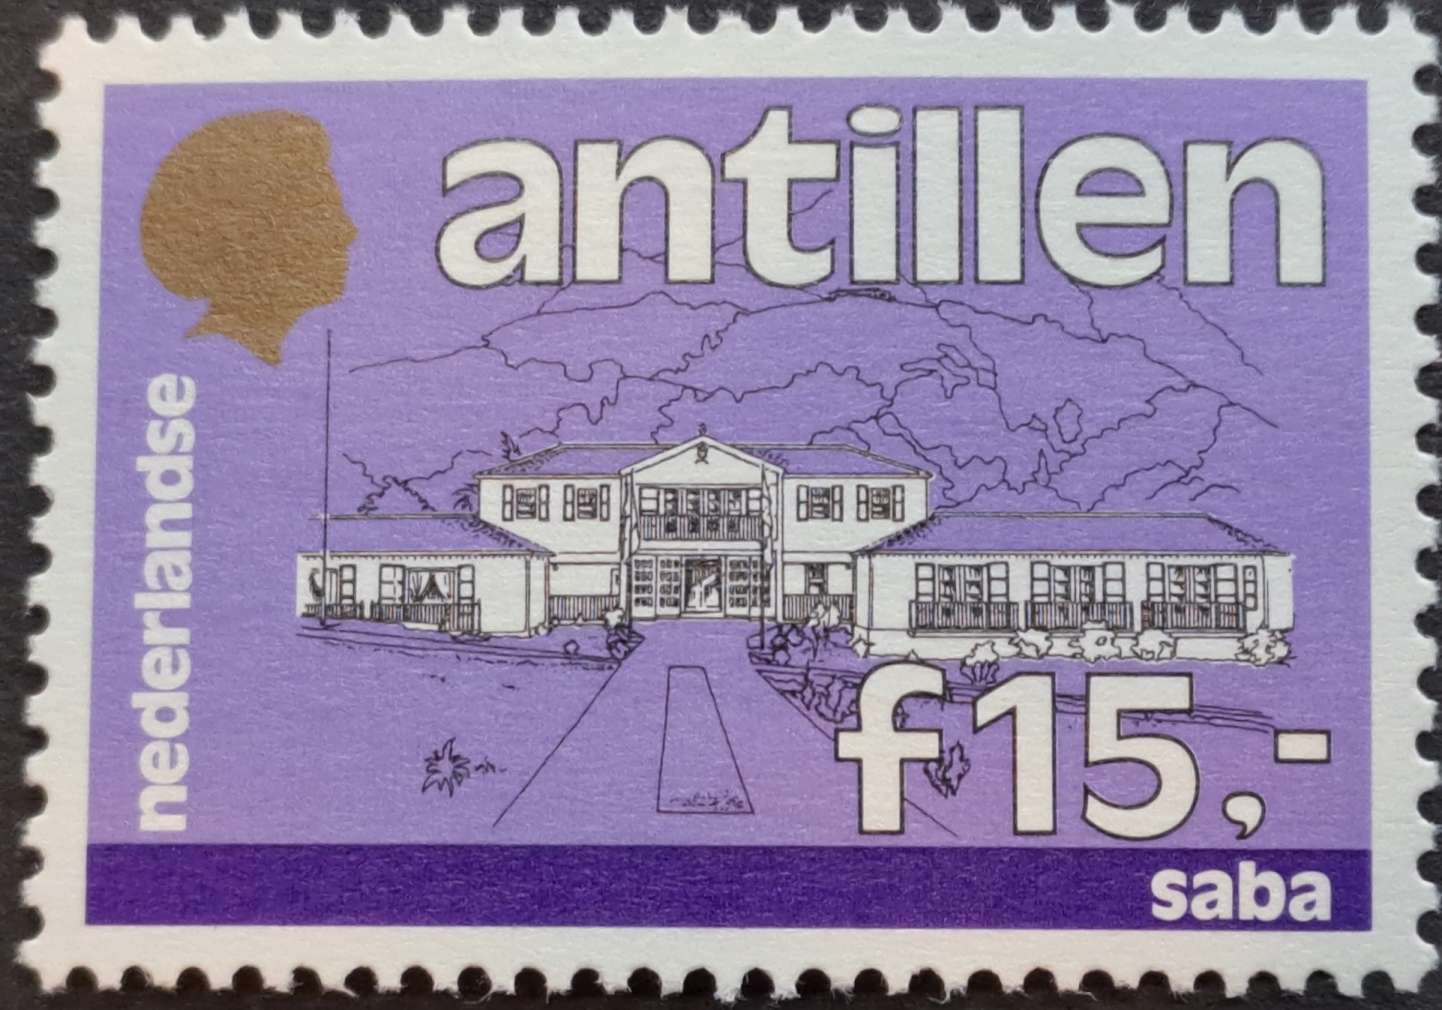 nederlandse
antillen
f15,-
saba